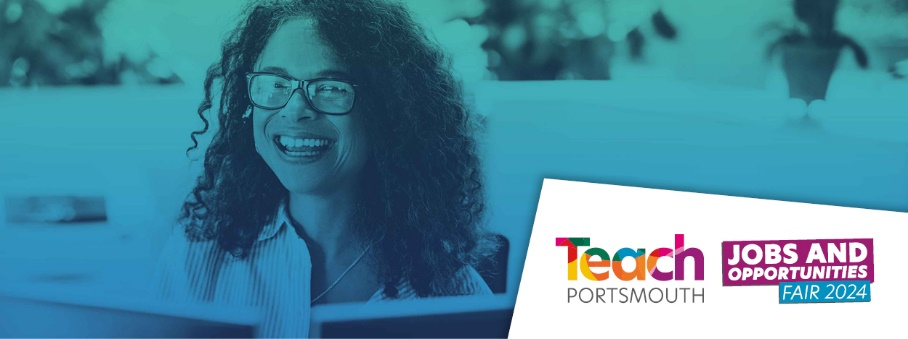 Teach
PORTSMOUTH
JOBS AND
OPPORTUNITIES
FAIR 2024